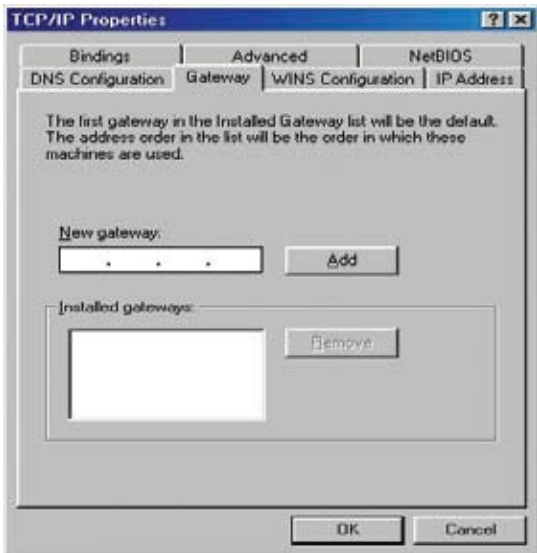 TCP/IP Properties
Bindings Advanced NetBIOS
DNS Configuration Gateway WINS Configuration IP Address
The first gateway in the Installed Gateway list will be the default.
The address order in the list will be the order in which these
machines are used.
New gateway:
. . .
Add
Installed gateways:
Remove
OK Cancel